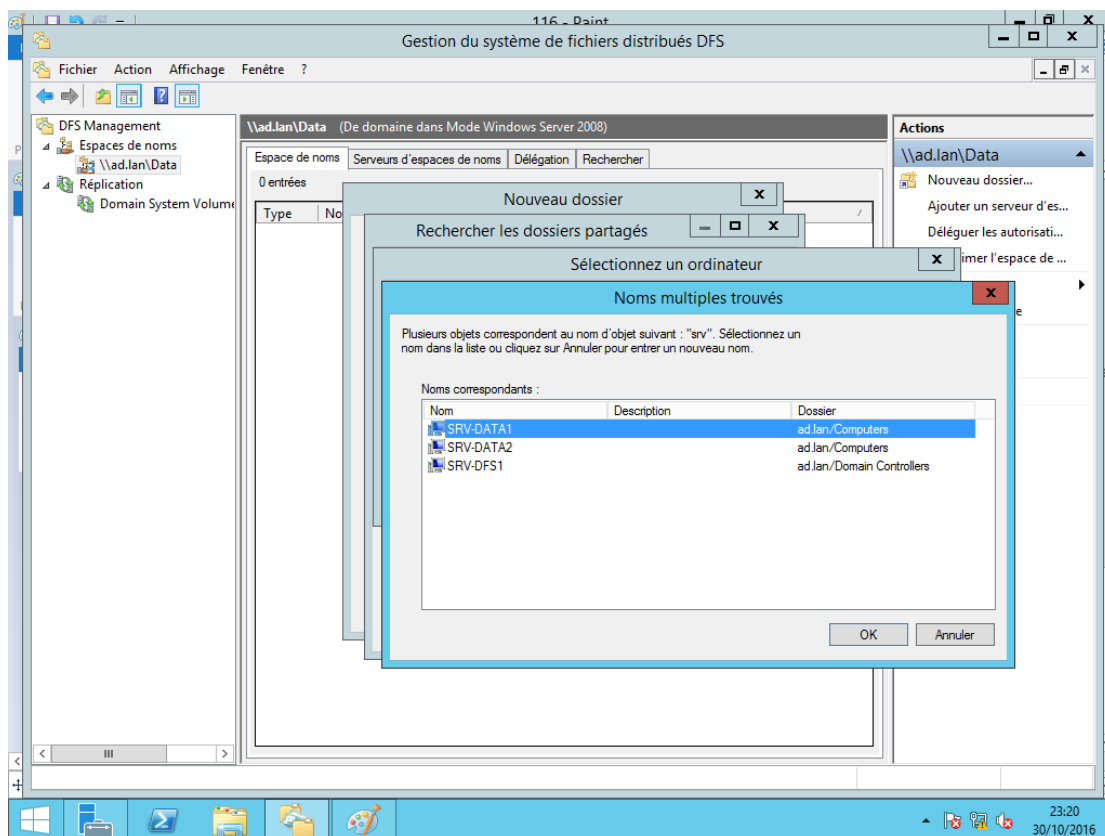 116 - Paint
Gestion du système de fichiers distribués DFS
Fichier Action Affichage Fenêtre ?
DFS Management
Espaces de noms
\\ad.lan\Data
Réplication
Domain System Volume
\\ad.lan\Data (De domaine dans Mode Windows Server 2008)
Espace de noms Serveurs d'espaces de noms Délégation Rechercher
0 entrées
Type No
Nouveau dossier
Rechercher les dossiers partagés
Sélectionnez un ordinateur
Noms multiples trouvés
Plusieurs objets correspondent au nom d'objet suivant : "srv". Sélectionnez un
nom dans la liste ou cliquez sur Annuler pour entrer un nouveau nom.
Noms correspondants :
Nom Description Dossier
SRV-DATA1 ad.lan/Computers
SRV-DATA2 ad.lan/Computers
SRV-DFS1 ad.lan/Domain Controllers
OK Annuler
Actions
\\ad.lan\Data
Nouveau dossier...
Ajouter un serveur d'es...
Déléguer les autorisati...
imer l'espace de ...
e
23:20
30/10/2016